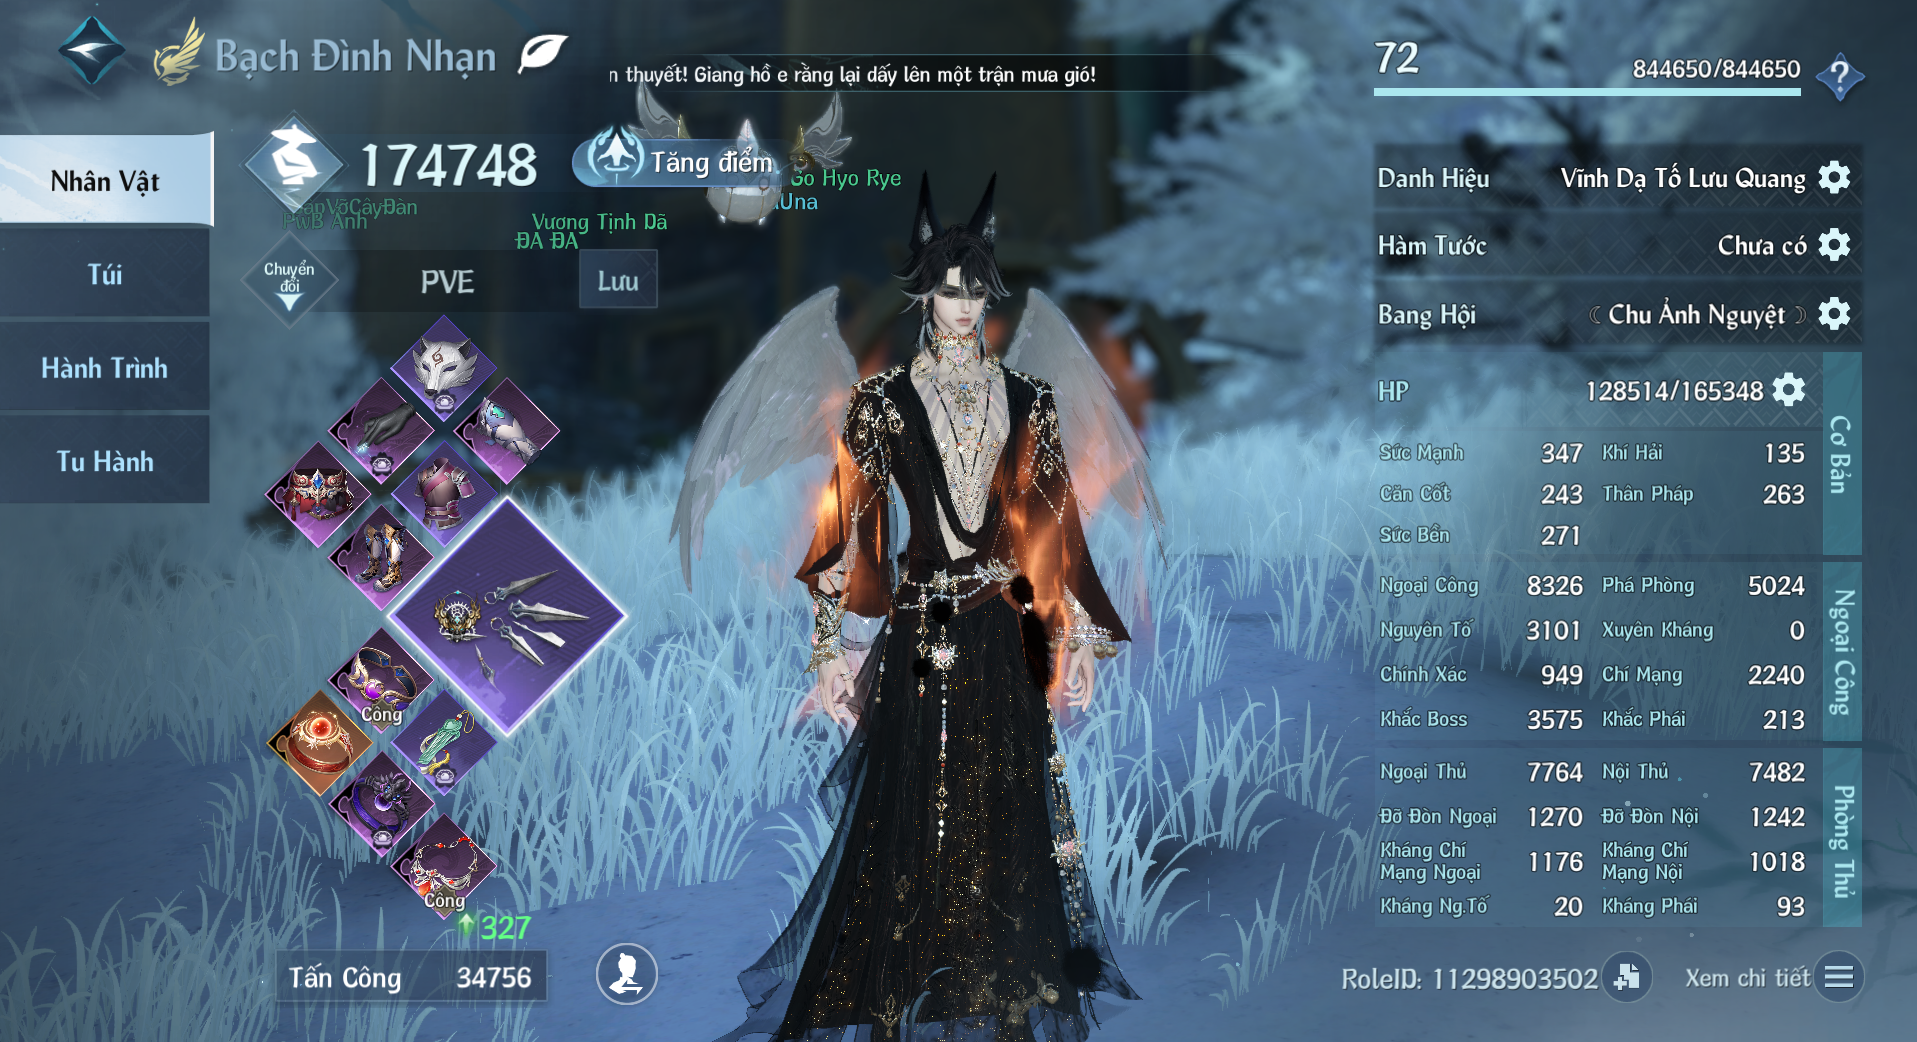 Bạch Đình Nhạn
n thuyết! Giang hồ e rằng lại dấy lên một trận mưa gió!
72
844650/844650
?
Nhân Vật
Túi
Hành Trình
Tu Hành
174748
Tăng điểm
Go Hyo Rye
Una
PwB Anh
Vương Tịnh Dã
ĐA ĐA
Chuyển
đổi
PVE
Lưu
Công
Công
327
Tấn Công 34756
Danh Hiệu Vĩnh Dạ Tố Lưu Quang
Hàm Tước Chưa có
Bang Hội ☾Chu Ảnh Nguyệt☽
HP 128514/165348
Sức Mạnh 347 Khí Hải 135
Căn Cốt 243 Thân Pháp 263
Sức Bền 271
Cơ Bản
Ngoại Công 8326 Phá Phòng 5024
Nguyên Tố 3101 Xuyên Kháng 0
Chính Xác 949 Chí Mạng 2240
Khắc Boss 3575 Khắc Phái 213
Ngoại Công
Ngoại Thủ 7764 Nội Thủ 7482
Đỡ Đòn Ngoại 1270 Đỡ Đòn Nội 1242
Kháng Chí
Mạng Ngoại 1176 Kháng Chí
Mạng Nội 1018
Kháng Ng.Tố 20 Kháng Phái 93
Phòng Thủ
RoleID: 11298903502
Xem chi tiết